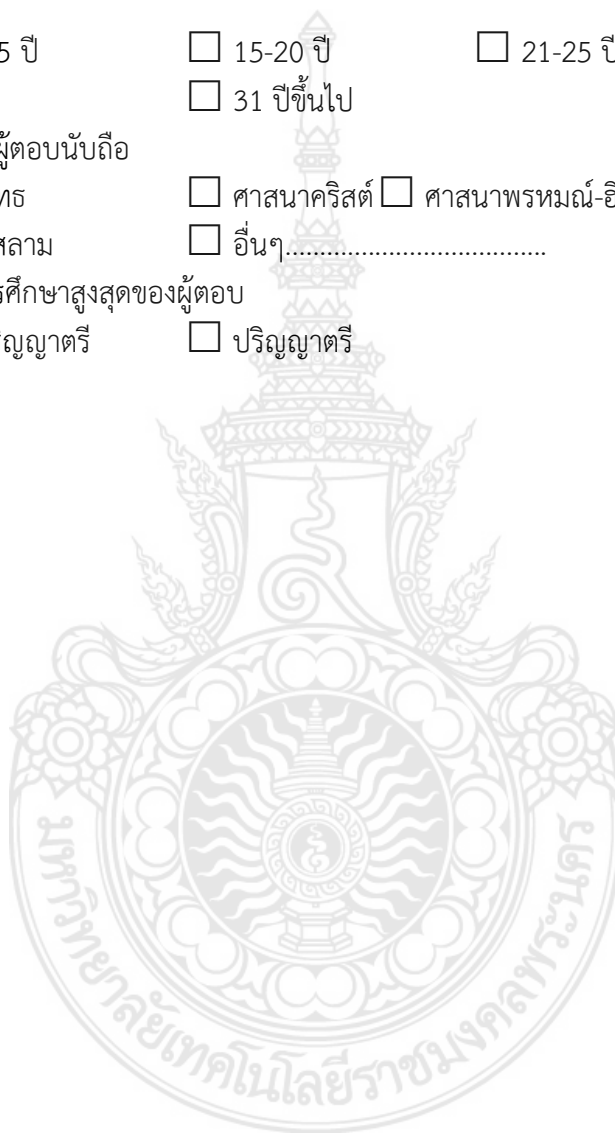 5 ปี ☐ 15-20 ปี ☐ 21-25 ปี
☐ 31 ปีขึ้นไป
ผู้ตอบนับถือ
ทธ ☐ ศาสนาคริสต์ ☐ ศาสนาพรหมณ์-ฮิ
สลาม ☐ อื่นๆ....................................
รศึกษาสูงสุดของผู้ตอบ
ริญญาตรี ☐ ปริญญาตรี
มหาวิทยาลัยเทคโนโลยีราชมงคลพระนคร